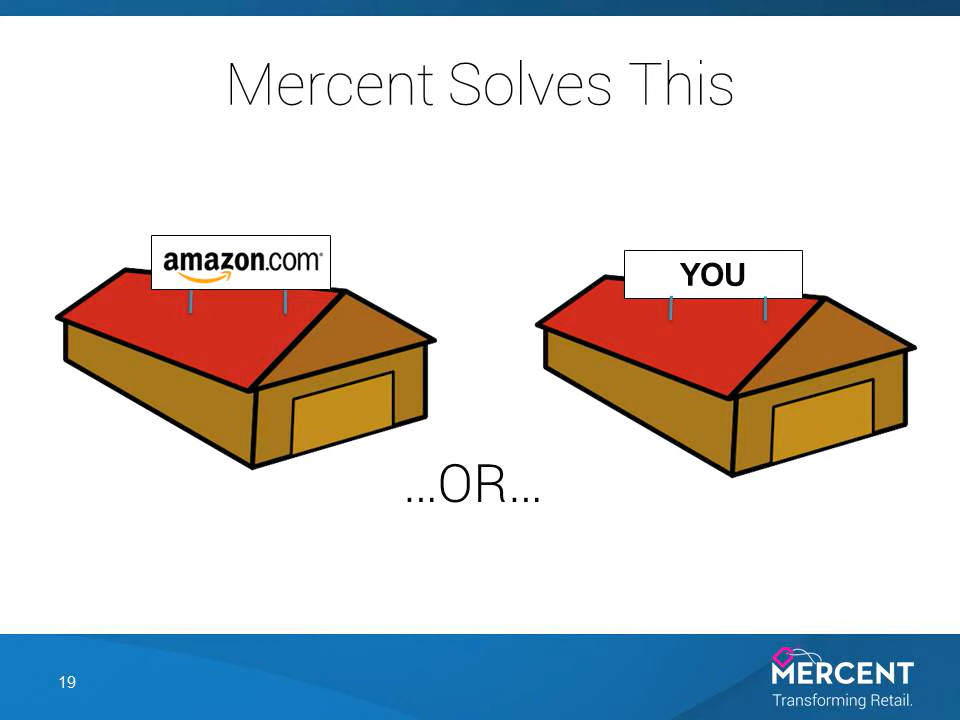 Mercent Solves This
amazon.com®
YOU
...OR...
19
MERCENT
Transforming Retail.